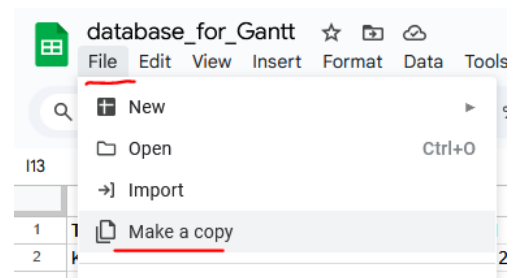 database_for_Gantt
File Edit View Insert Format Data Tools
New
Open Ctrl+O
I13
Import
1
Make a copy
2